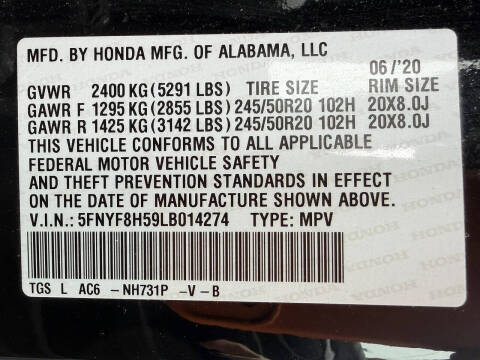 MFD. BY HONDA MFG. OF ALABAMA, LLC
06/'20
GVWR 2400 KG (5291 LBS) TIRE SIZE RIM SIZE
GAWR F 1295 KG (2855 LBS) 245/50R20 102H 20X8.0J
GAWR R 1425 KG (3142 LBS) 245/50R20 102H 20X8.0J
THIS VEHICLE CONFORMS TO ALL APPLICABLE
FEDERAL MOTOR VEHICLE SAFETY
AND THEFT PREVENTION STANDARDS IN EFFECT
ON THE DATE OF MANUFACTURE SHOWN ABOVE.
V.I.N.: 5FNYF8H59LB014274 TYPE: MPV
TGS L AC6 -NH731P -V-B